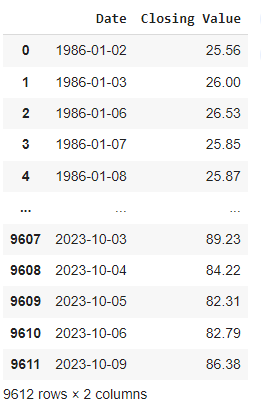 Date Closing Value
0 1986-01-02 25.56
1 1986-01-03 26.00
2 1986-01-06 26.53
3 1986-01-07 25.85
4 1986-01-08 25.87
... ... ...
9607 2023-10-03 89.23
9608 2023-10-04 84.22
9609 2023-10-05 82.31
9610 2023-10-06 82.79
9611 2023-10-09 86.38
9612 rows × 2 columns